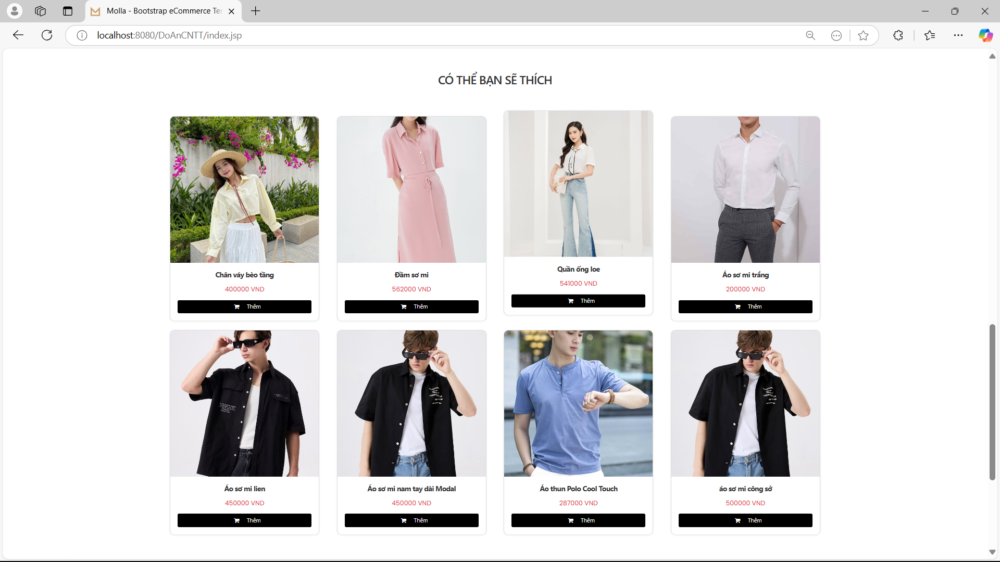 Molla - Bootstrap eCommerce Ter
localhost:8080/DoAnCNTT/index.jsp
CÓ THỂ BẠN SẼ THÍCH
Chân váy bèo tầng
400000 VND
Thêm
Đầm sơ mi
562000 VND
Thêm
Quần ống loe
541000 VND
Thêm
Áo sơ mi trắng
200000 VND
Thêm
Áo sơ mi lien
450000 VND
Thêm
Áo sơ mi nam tay dài Modal
450000 VND
Thêm
Áo thun Polo Cool Touch
287000 VND
Thêm
áo sơ mi công sở
500000 VND
Thêm